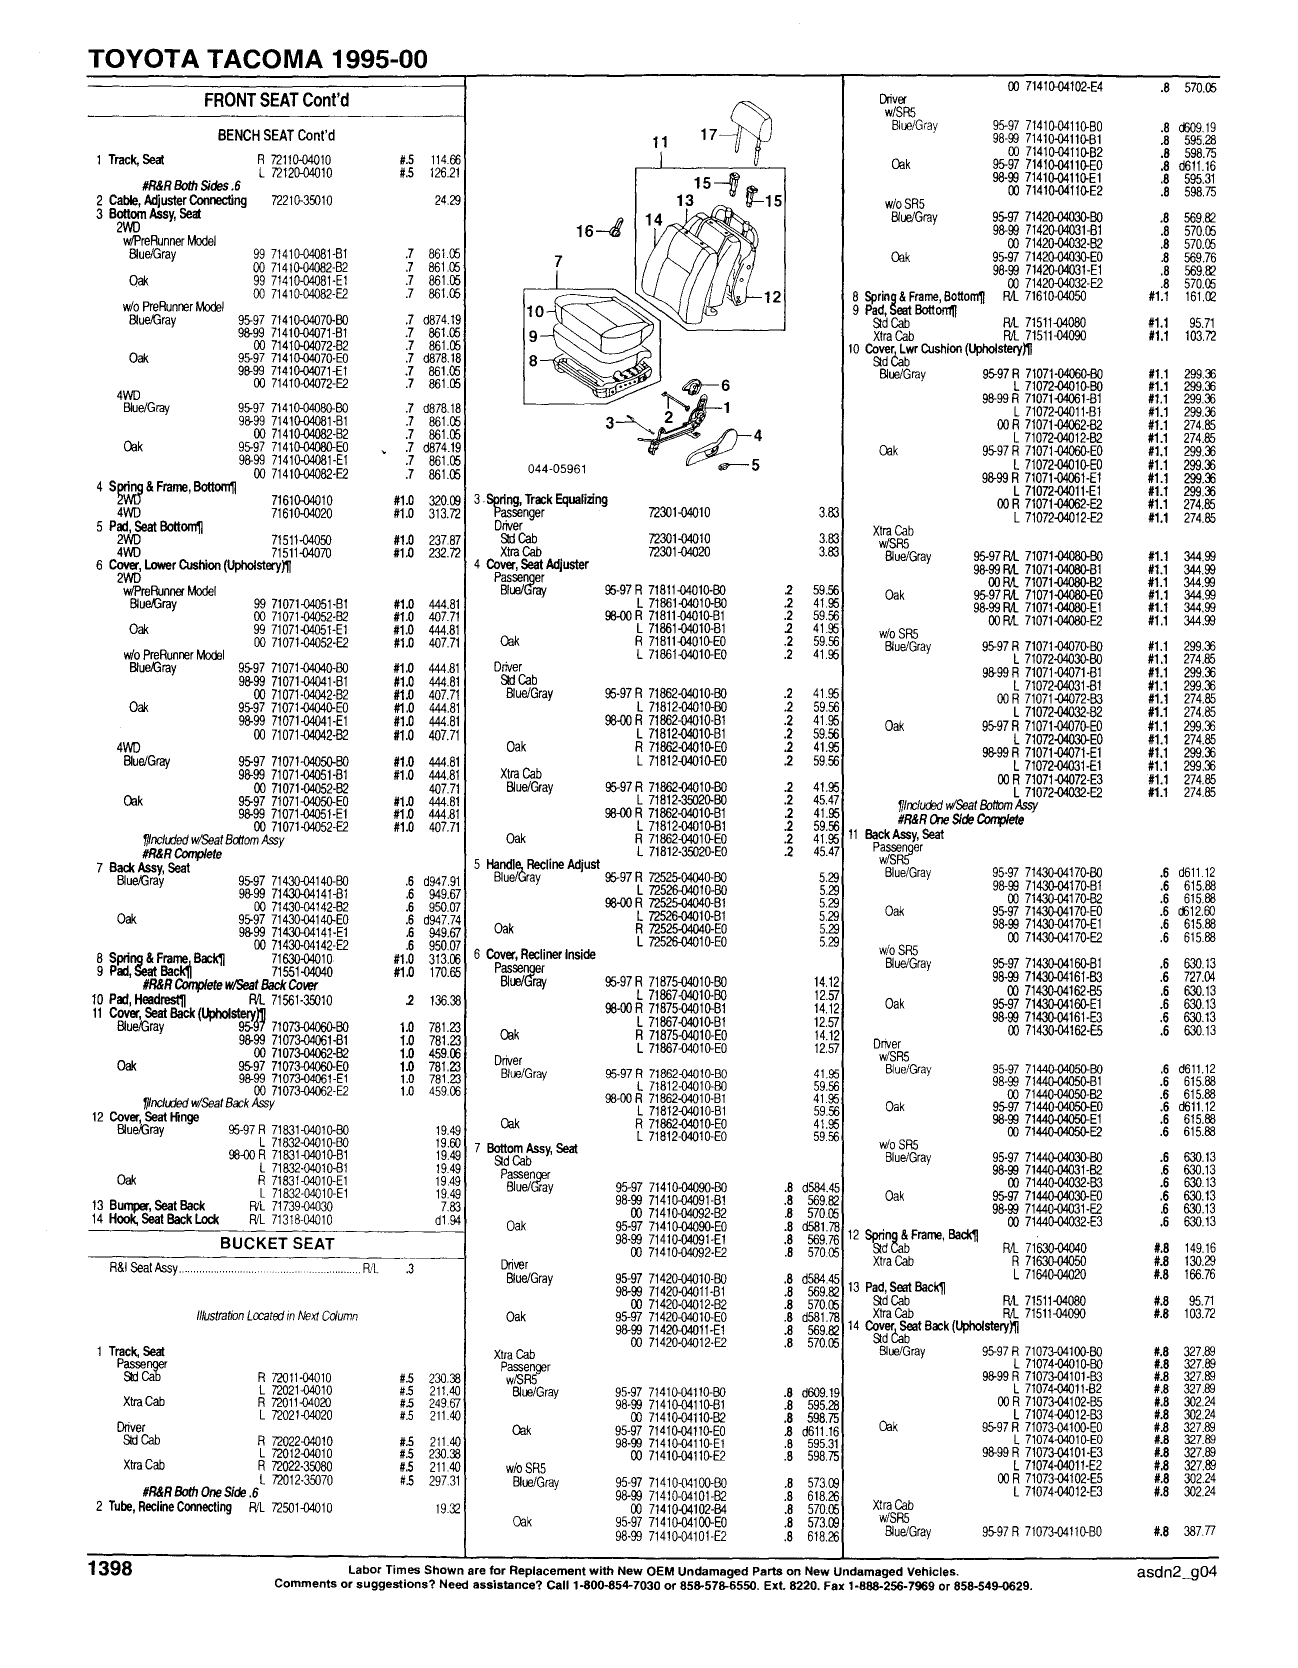 TOYOTA TACOMA 1995-00
FRONT SEAT Cont'd
BENCH SEAT Cont'd
1 Track, Seat R 72110-04010 #.5 114.66
L 72120-04010 #.5 126.21
#R&R Both Sides .6
2 Cable, Adjuster Connecting 72210-35010 24.29
3 Bottom Assy, Seat
2WD
w/PreRunner Model
Blue/Gray 99 71410-04081-B1 .7 861.05
00 71410-04082-B2 .7 861.05
Oak 99 71410-04081-E1 .7 861.05
00 71410-04082-E2 .7 861.05
w/o PreRunner Model
Blue/Gray 95-97 71410-04070-B0 .7 d874.19
98-99 71410-04071-B1 .7 861.05
00 71410-04072-B2 .7 861.05
Oak 95-97 71410-04070-E0 .7 d878.18
98-99 71410-04071-E1 .7 861.05
00 71410-04072-E2 .7 861.05
4WD
Blue/Gray 95-97 71410-04080-B0 .7 d878.18
98-99 71410-04081-B1 .7 861.05
00 71410-04082-B2 .7 861.05
Oak 95-97 71410-04080-E0 .7 d874.19
98-99 71410-04081-E1 .7 861.05
00 71410-04082-E2 .7 861.05
4 Spring & Frame, Bottom¶
2WD 71610-04010 #1.0 320.09
4WD 71610-04020 #1.0 313.72
5 Pad, Seat Bottom¶
2WD 71511-04050 #1.0 237.87
4WD 71511-04070 #1.0 232.72
6 Cover, Lower Cushion (Upholstery)¶
2WD
w/PreRunner Model
Blue/Gray 99 71071-04051-B1 #1.0 444.81
00 71071-04052-B2 #1.0 407.71
Oak 99 71071-04051-E1 #1.0 444.81
00 71071-04052-E2 #1.0 407.71
w/o PreRunner Model
Blue/Gray 95-97 71071-04040-B0 #1.0 444.81
98-99 71071-04041-B1 #1.0 444.81
00 71071-04042-B2 #1.0 407.71
Oak 95-97 71071-04040-E0 #1.0 444.81
98-99 71071-04041-E1 #1.0 444.81
00 71071-04042-B2 #1.0 407.71
4WD
Blue/Gray 95-97 71071-04050-B0 #1.0 444.81
98-99 71071-04051-B1 #1.0 444.81
00 71071-04052-B2 407.71
Oak 95-97 71071-04050-E0 #1.0 444.81
98-99 71071-04051-E1 #1.0 444.81
00 71071-04052-E2 #1.0 407.71
¶Included w/Seat Bottom Assy
#R&R Complete
7 Back Assy, Seat
Blue/Gray 95-97 71430-04140-B0 .6 d947.91
98-99 71430-04141-B1 .6 949.67
00 71430-04142-B2 .6 950.07
Oak 95-97 71430-04140-E0 .6 d947.74
98-99 71430-04141-E1 .6 949.67
00 71430-04142-E2 .6 950.07
8 Spring & Frame, Back¶ 71630-04010 #1.0 313.06
9 Pad, Seat Back¶ 71551-04040 #1.0 170.65
#R&R Complete w/Seat Back Cover
10 Pad, Headrest¶ R/L 71561-35010 .2 136.38
11 Cover, Seat Back (Upholstery)¶
Blue/Gray 95-97 71073-04060-B0 1.0 781.23
98-99 71073-04061-B1 1.0 781.23
00 71073-04062-B2 1.0 459.06
Oak 95-97 71073-04060-E0 1.0 781.23
98-99 71073-04061-E1 1.0 781.23
00 71073-04062-E2 1.0 459.06
¶Included w/Seat Back Assy
12 Cover, Seat Hinge
Blue/Gray 95-97 R 71831-04010-B0 19.49
L 71832-04010-B0 19.60
98-00 R 71831-04010-B1 19.49
L 71832-04010-B1 19.49
Oak R 71831-04010-E1 19.49
L 71832-04010-E1 19.49
13 Bumper, Seat Back R/L 71739-04030 7.83
14 Hook, Seat Back Lock R/L 71318-04010 d1.94
BUCKET SEAT
R&I Seat Assy R/L .3
Illustration Located in Next Column
1 Track, Seat
Passenger
Std Cab R 72011-04010 #.5 230.38
L 72021-04010 #.5 211.40
Xtra Cab R 72011-04020 #.5 249.67
L 72021-04020 #.5 211.40
Driver
Std Cab R 72022-04010 #.5 211.40
L 72012-04010 #.5 230.38
Xtra Cab R 72022-35080 #.5 211.40
L 72012-35070 #.5 297.31
#R&R Both One Side .6
2 Tube, Recline Connecting R/L 72501-04010 19.32
17
11
15
15
13
14
16
7
12
10
9
8
6
1
2
3
4
5
044-05961
3 Spring, Track Equalizing
Passenger 72301-04010 3.83
Driver
Std Cab 72301-04010 3.83
Xtra Cab 72301-04020 3.83
4 Cover, Seat Adjuster
Passenger
Blue/Gray 95-97 R 71811-04010-B0 .2 59.56
L 71861-04010-B0 .2 41.95
98-00 R 71811-04010-B1 .2 59.56
L 71861-04010-B1 .2 41.95
Oak R 71811-04010-E0 .2 59.56
L 71861-04010-E0 .2 41.95
Driver
Std Cab
Blue/Gray 95-97 R 71862-04010-B0 .2 41.95
L 71812-04010-B0 .2 59.56
98-00 R 71862-04010-B1 .2 41.95
L 71812-04010-B1 .2 59.56
Oak R 71862-04010-E0 .2 41.95
L 71812-04010-E0 .2 59.56
Xtra Cab
Blue/Gray 95-97 R 71862-04010-B0 .2 41.95
L 71812-35020-B0 .2 45.47
98-00 R 71862-04010-B1 .2 41.95
L 71812-04010-B1 .2 59.56
Oak R 71862-04010-E0 .2 41.95
L 71812-35020-E0 .2 45.47
5 Handle, Recline Adjust
Blue/Gray 95-97 R 72525-04040-B0 5.29
L 72526-04010-B0 5.29
98-00 R 72525-04040-B1 5.29
L 72526-04010-B1 5.29
Oak R 72525-04040-E0 5.29
L 72526-04010-E0 5.29
6 Cover, Recliner Inside
Passenger
Blue/Gray 95-97 R 71875-04010-B0 14.12
L 71867-04010-B0 12.57
98-00 R 71875-04010-B1 14.12
L 71867-04010-B1 12.57
Oak R 71875-04010-E0 14.12
L 71867-04010-E0 12.57
Driver
Blue/Gray 95-97 R 71862-04010-B0 41.95
L 71812-04010-B0 59.56
98-00 R 71862-04010-B1 41.95
L 71812-04010-B1 59.56
Oak R 71862-04010-E0 41.95
L 71812-04010-E0 59.56
7 Bottom Assy, Seat
Std Cab
Passenger
Blue/Gray 95-97 71410-04090-B0 .8 d584.45
98-99 71410-04091-B1 .8 569.82
00 71410-04092-B2 .8 570.05
Oak 95-97 71410-04090-E0 .8 d581.78
98-99 71410-04091-E1 .8 569.76
00 71410-04092-E2 .8 570.05
Driver
Blue/Gray 95-97 71420-04010-B0 .8 d584.45
98-99 71420-04011-B1 .8 569.82
00 71420-04012-B2 .8 570.05
Oak 95-97 71420-04010-E0 .8 d581.78
98-99 71420-04011-E1 .8 569.82
00 71420-04012-E2 .8 570.05
Xtra Cab
Passenger
w/SR5
Blue/Gray 95-97 71410-04110-B0 .8 d609.19
98-99 71410-04110-B1 .8 595.28
00 71410-04110-B2 .8 598.75
Oak 95-97 71410-04110-E0 .8 d611.16
98-99 71410-04110-E1 .8 595.31
00 71410-04110-E2 .8 598.75
w/o SR5
Blue/Gray 95-97 71410-04100-B0 .8 573.09
98-99 71410-04101-B2 .8 618.26
00 71410-04102-B4 .8 570.05
Oak 95-97 71410-04100-E0 .8 573.09
98-99 71410-04101-E2 .8 618.26
00 71410-04102-E4 .8 570.05
Driver
w/SR5
Blue/Gray 95-97 71410-04110-B0 .8 d609.19
98-99 71410-04110-B1 .8 595.28
00 71410-04110-B2 .8 598.75
Oak 95-97 71410-04110-E0 .8 d611.16
98-99 71410-04110-E1 .8 595.31
00 71410-04110-E2 .8 598.75
w/o SR5
Blue/Gray 95-97 71420-04030-B0 .8 569.82
98-99 71420-04031-B1 .8 570.05
00 71420-04032-B2 .8 570.05
Oak 95-97 71420-04030-E0 .8 569.76
98-99 71420-04031-E1 .8 569.82
00 71420-04032-E2 .8 570.05
8 Spring & Frame, Bottom¶ R/L 71610-04050 #1.1 161.02
9 Pad, Seat Bottom¶
Std Cab R/L 71511-04080 #1.1 95.71
Xtra Cab R/L 71511-04090 #1.1 103.72
10 Cover, Lwr Cushion (Upholstery)¶
Std Cab
Blue/Gray 95-97 R 71071-04060-B0 #1.1 299.36
L 71072-04010-B0 #1.1 299.36
98-99 R 71071-04061-B1 #1.1 299.36
L 71072-04011-B1 #1.1 299.36
00 R 71071-04062-B2 #1.1 274.85
L 71072-04012-B2 #1.1 274.85
Oak 95-97 R 71071-04060-E0 #1.1 299.36
L 71072-04010-E0 #1.1 299.36
98-99 R 71071-04061-E1 #1.1 299.36
L 71072-04011-E1 #1.1 299.36
00 R 71071-04062-E2 #1.1 274.85
L 71072-04012-E2 #1.1 274.85
Xtra Cab
w/SR5
Blue/Gray 95-97 R/L 71071-04080-B0 #1.1 344.99
98-99 R/L 71071-04080-B1 #1.1 344.99
00 R/L 71071-04080-B2 #1.1 344.99
Oak 95-97 R/L 71071-04080-E0 #1.1 344.99
98-99 R/L 71071-04080-E1 #1.1 344.99
00 R/L 71071-04080-E2 #1.1 344.99
w/o SR5
Blue/Gray 95-97 R 71071-04070-B0 #1.1 299.36
L 71072-04030-B0 #1.1 274.85
98-99 R 71071-04071-B1 #1.1 299.36
L 71072-04031-B1 #1.1 299.36
00 R 71071-04072-B3 #1.1 274.85
L 71072-04032-B2 #1.1 274.85
Oak 95-97 R 71071-04070-E0 #1.1 299.36
L 71072-04030-E0 #1.1 274.85
98-99 R 71071-04071-E1 #1.1 299.36
L 71072-04031-E1 #1.1 299.36
00 R 71071-04072-E3 #1.1 274.85
L 71072-04032-E2 #1.1 274.85
¶Included w/Seat Bottom Assy
#R&R One Side Complete
11 Back Assy, Seat
Passenger
w/SR5
Blue/Gray 95-97 71430-04170-B0 .6 d611.12
98-99 71430-04170-B1 .6 615.88
00 71430-04170-B2 .6 615.88
Oak 95-97 71430-04170-E0 .6 d612.60
98-99 71430-04170-E1 .6 615.88
00 71430-04170-E2 .6 615.88
w/o SR5
Blue/Gray 95-97 71430-04160-B1 .6 630.13
98-99 71430-04161-B3 .6 727.04
00 71430-04162-B5 .6 630.13
Oak 95-97 71430-04160-E1 .6 630.13
98-99 71430-04161-E3 .6 630.13
00 71430-04162-E5 .6 630.13
Driver
w/SR5
Blue/Gray 95-97 71440-04050-B0 .6 d611.12
98-99 71440-04050-B1 .6 615.88
00 71440-04050-B2 .6 615.88
Oak 95-97 71440-04050-E0 .6 d611.12
98-99 71440-04050-E1 .6 615.88
00 71440-04050-E2 .6 615.88
w/o SR5
Blue/Gray 95-97 71440-04030-B0 .6 630.13
98-99 71440-04031-B2 .6 630.13
00 71440-04032-B3 .6 630.13
Oak 95-97 71440-04030-E0 .6 630.13
98-99 71440-04031-E2 .6 630.13
00 71440-04032-E3 .6 630.13
12 Spring & Frame, Back¶
Std Cab R/L 71630-04040 #.8 149.16
Xtra Cab R 71630-04050 #.8 130.29
L 71640-04020 #.8 166.76
13 Pad, Seat Back¶
Std Cab R/L 71511-04080 #.8 95.71
Xtra Cab R/L 71511-04090 #.8 103.72
14 Cover, Seat Back (Upholstery)¶
Std Cab
Blue/Gray 95-97 R 71073-04100-B0 #.8 327.89
L 71074-04010-B0 #.8 327.89
98-99 R 71073-04101-B3 #.8 327.89
L 71074-04011-B2 #.8 327.89
00 R 71073-04102-B5 #.8 302.24
L 71074-04012-B3 #.8 302.24
Oak 95-97 R 71073-04100-E0 #.8 327.89
L 71074-04010-E0 #.8 327.89
98-99 R 71073-04101-E3 #.8 327.89
L 71074-04011-E2 #.8 327.89
00 R 71073-04102-E5 #.8 302.24
L 71074-04012-E3 #.8 302.24
Xtra Cab
w/SR5
Blue/Gray 95-97 R 71073-04110-B0 #.8 387.77
1398
Labor Times Shown are for Replacement with New OEM Undamaged Parts on New Undamaged Vehicles.
Comments or suggestions? Need assistance? Call 1-800-854-7030 or 858-578-6550. Ext. 8220. Fax 1-888-256-7969 or 858-549-0629.
asdn2_g04